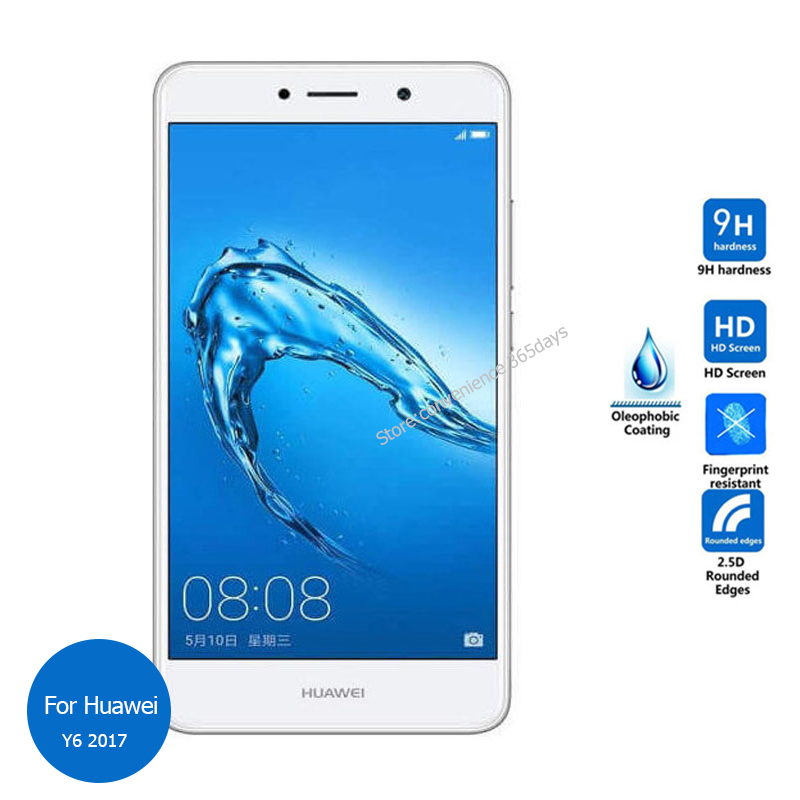 08:08
5月10日 星期三
HUAWEI
Store:convenience 365days
For Huawei
Y6 2017
Oleophobic
Coating
9H
hardness
9H hardness
HD
HD Screen
HD Screen
Fingerprint
resistant
Rounded edges
2.5D
Rounded
Edges